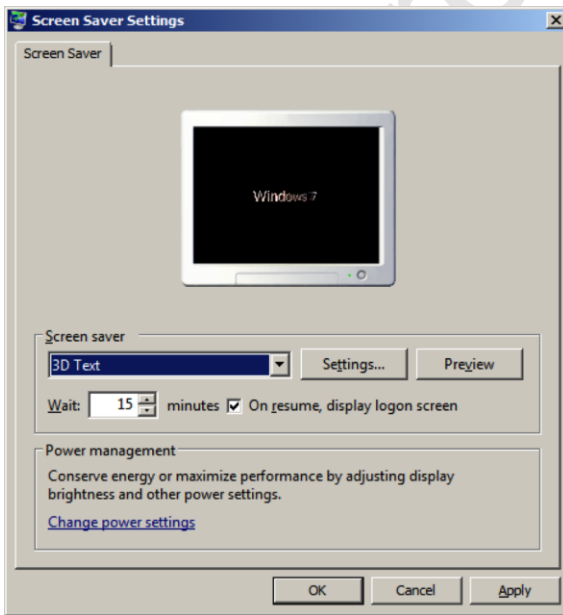 Screen Saver Settings
Screen Saver
Windows 7
Screen saver
3D Text
Settings...
Preview
Wait: 15 minutes On resume, display logon screen
Power management
Conserve energy or maximize performance by adjusting display
brightness and other power settings.
Change power settings
OK
Cancel
Apply